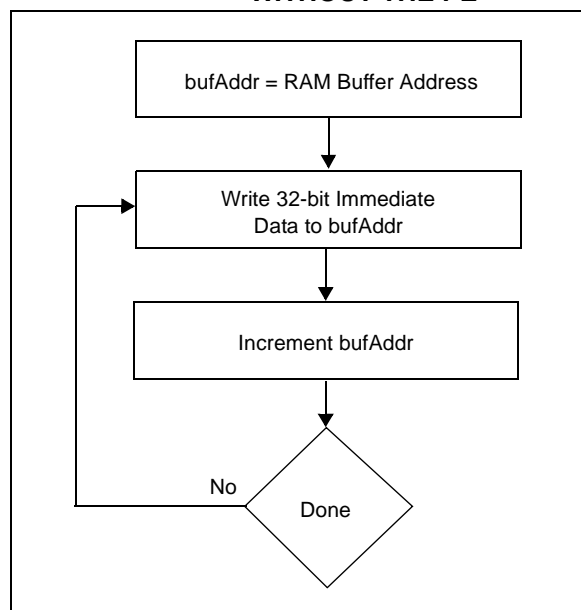 bufAddr = RAM Buffer Address
Write 32-bit Immediate
Data to bufAddr
Increment bufAddr
No
Done